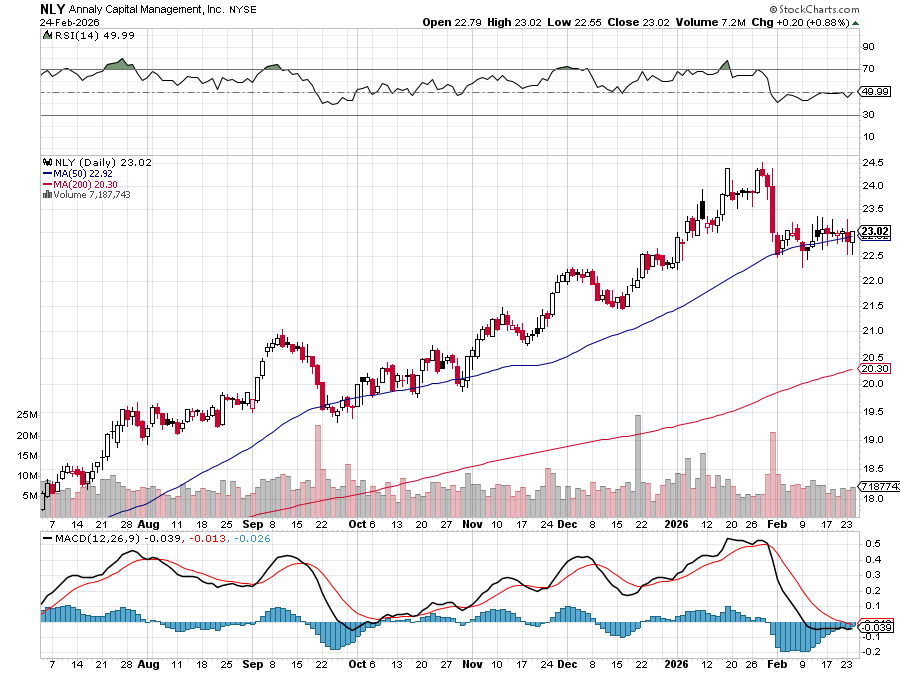 NLY Annaly Capital Management, Inc. NYSE
© StockCharts.com
24-Feb-2026
Open 22.79 High 23.02 Low 22.55 Close 23.02 Volume 7.2M Chg +0.20 (+0.88%)
RSI(14) 49.99
90
70
49.99
30
10
NLY (Daily) 23.02
MA(50) 22.92
MA(200) 20.30
Volume 7,187,743
24.5
24.0
23.5
23.02
22.5
22.0
21.5
21.0
20.5
20.30
20.0
19.5
19.0
18.5
7187743
18.0
25M
20M
15M
10M
5M
7 14 21 28 Aug 11 18 25 Sep 8 15 22 Oct 6 13 20 27 Nov 10 17 24 Dec 8 15 22 2026 12 20 26 Feb 9 17 23
MACD(12,26,9) -0.039, -0.013, -0.026
0.5
0.4
0.3
0.2
0.1
-0.039
-0.1
-0.2
7 14 21 28 Aug 11 18 25 Sep 8 15 22 Oct 6 13 20 27 Nov 10 17 24 Dec 8 15 22 2026 12 20 26 Feb 9 17 23